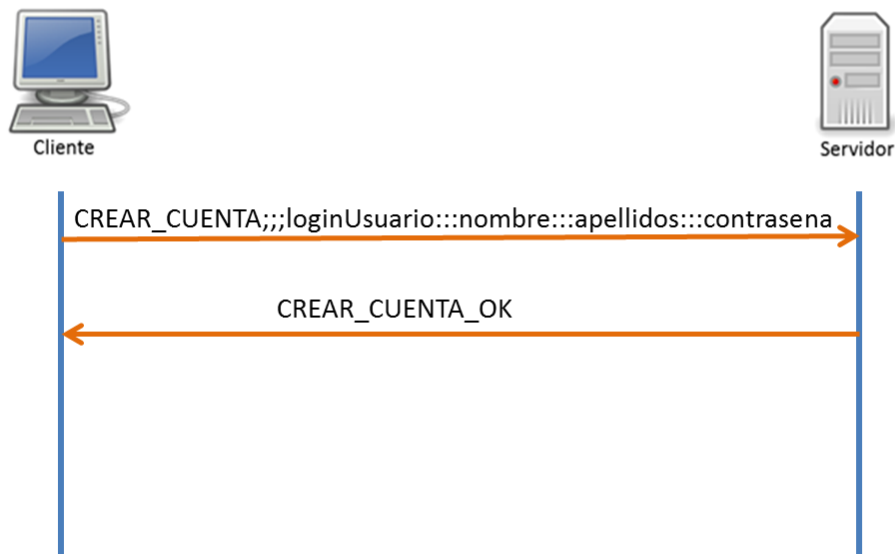 Cliente
Servidor
CREAR_CUENTA;;;loginUsuario:::nombre:::apellidos:::contrasena
CREAR_CUENTA_OK